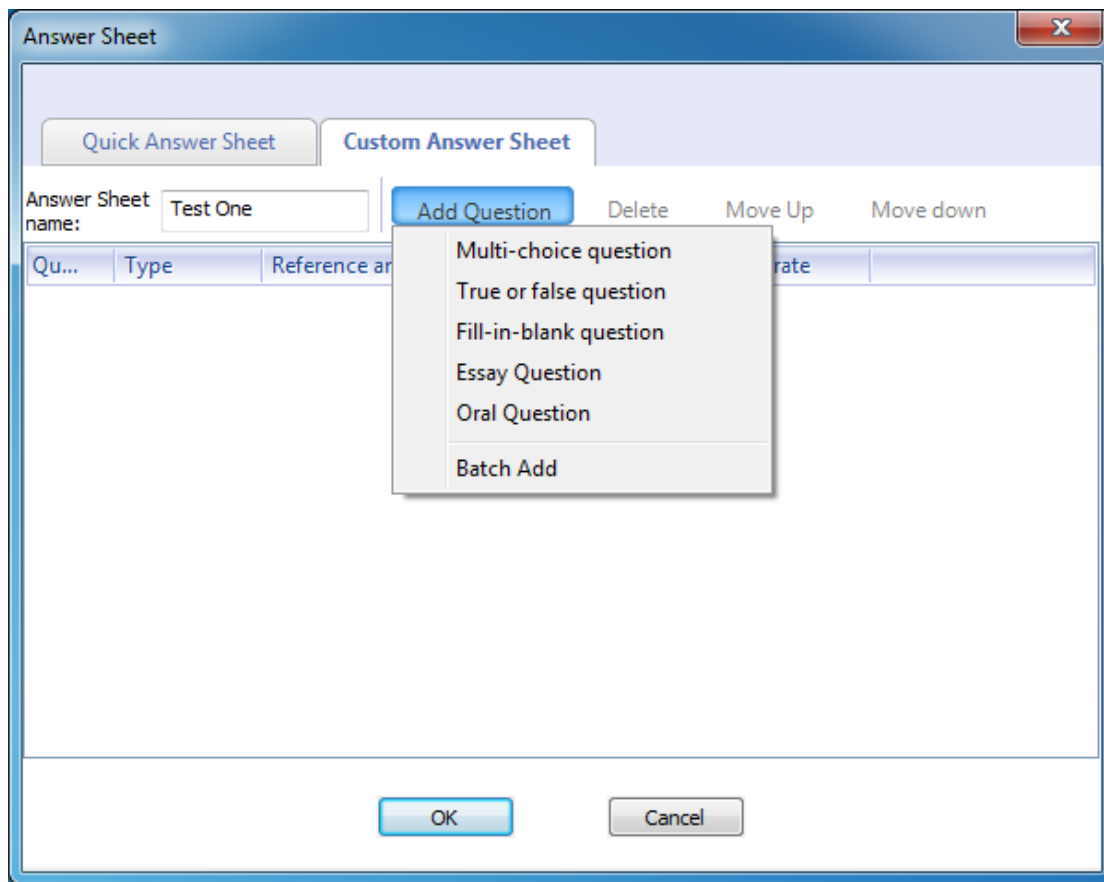 Answer Sheet
Quick Answer Sheet Custom Answer Sheet
Answer Sheet
name:
Test One
Add Question Delete Move Up Move down
Qu... Type Reference rate
Multi-choice question
True or false question
Fill-in-blank question
Essay Question
Oral Question
Batch Add
OK Cancel